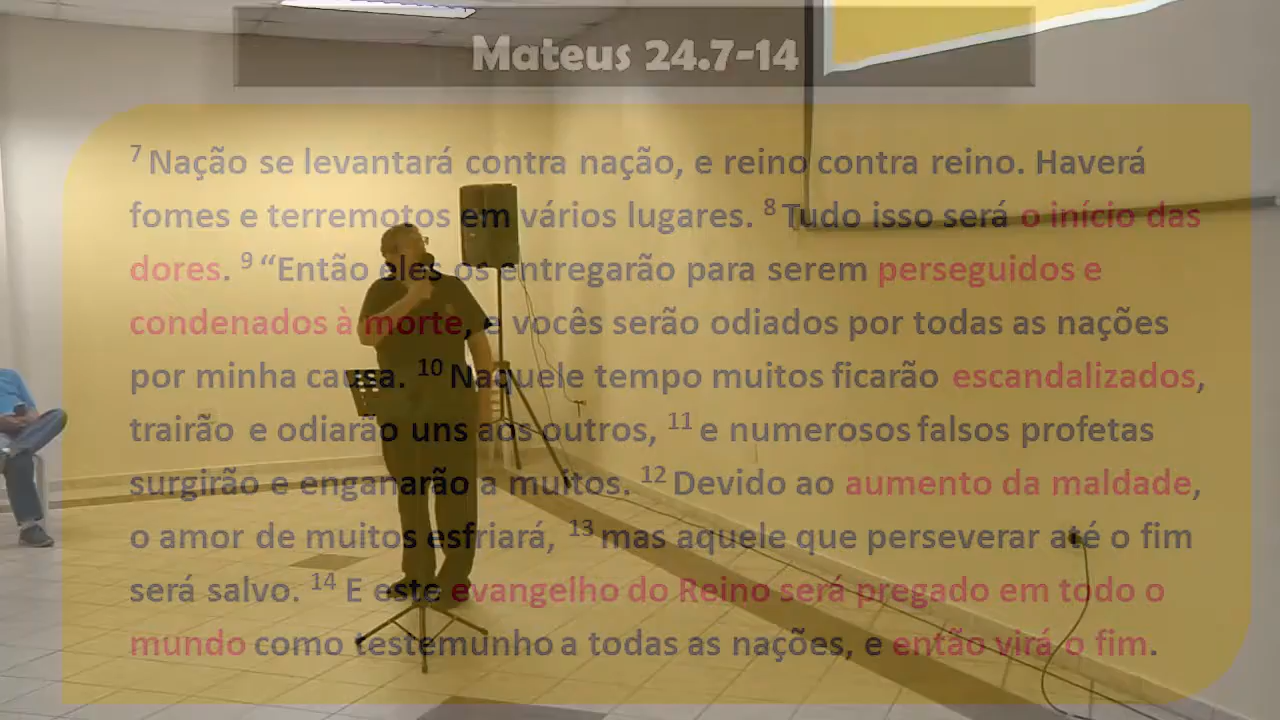 Mateus 24.7-14
7 Nação se levantará contra nação, e reino contra reino. Haverá
fomes e terremotos em vários lugares. 8 Tudo isso será o início das
dores. 9 “Então eles os entregarão para serem perseguidos e
condenados à morte, e vocês serão odiados por todas as nações
por minha causa. 10 Naquele tempo muitos ficarão escandalizados,
trairão e odiarão uns aos outros, 11 e numerosos falsos profetas
surgirão e enganarão a muitos. 12 Devido ao aumento da maldade,
o amor de muitos esfriará, 13 mas aquele que perseverar até o fim
será salvo. 14 E este evangelho do Reino será pregado em todo o
mundo como testemunho a todas as nações, e então virá o fim.